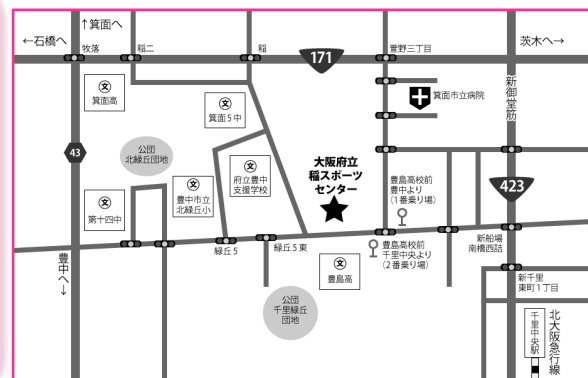 ↑箕面へ
←石橋へ
牧落
稲二
稲
171
萱野三丁目
茨木へ→
文
箕面高
文
箕面5中
箕面市立病院
新御堂筋
43
公団
北緑丘団地
文
豊中市立
北緑丘小
文
府立豊中
支援学校
大阪府立
稲スポーツ
センター
豊島高校前
豊中より
(1番乗り場)
423
文
第十四中
豊中へ↓
緑丘5
緑丘5東
文
豊島高
豊島高校前
千里中央より
(2番乗り場)
新船場
南橋西詰
新千里
東町1丁目
公団
千里緑丘
団地
千里中央駅
北大阪急行線